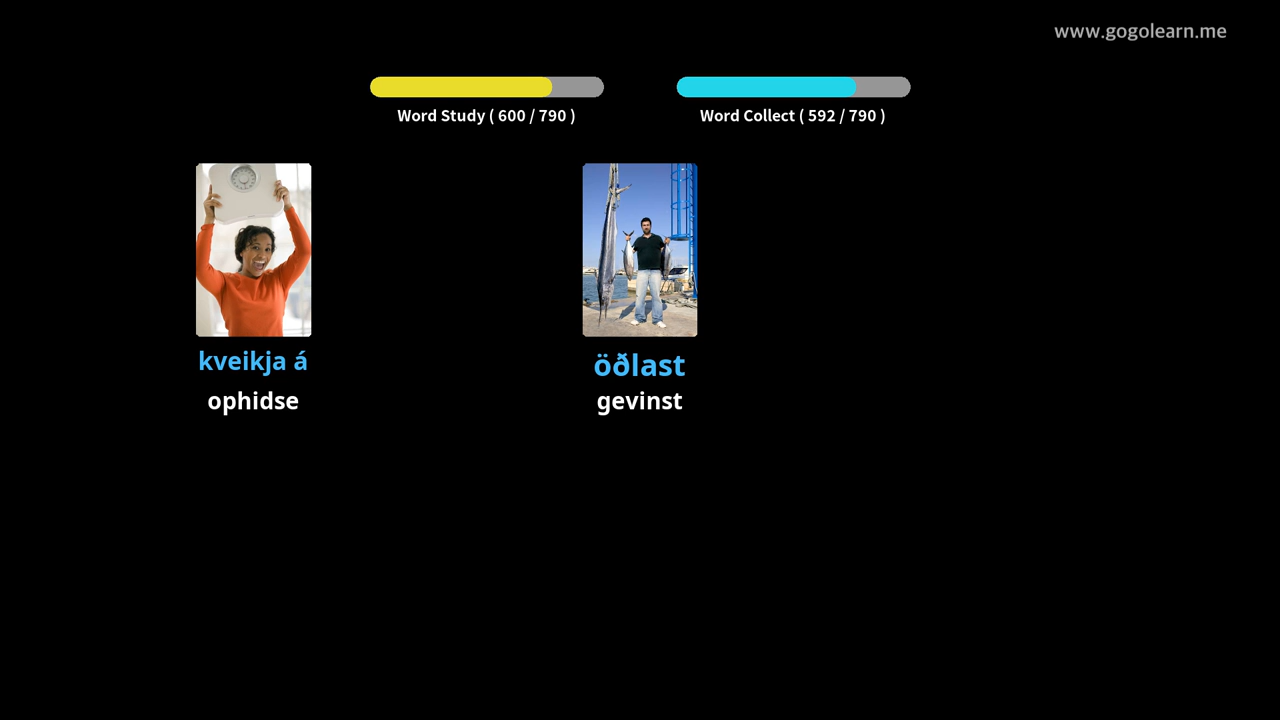 www.gogolearn.me
Word Study ( 600 / 790 )
Word Collect ( 592 / 790 )
kveikja á
öðlast
ophidse
gevinst